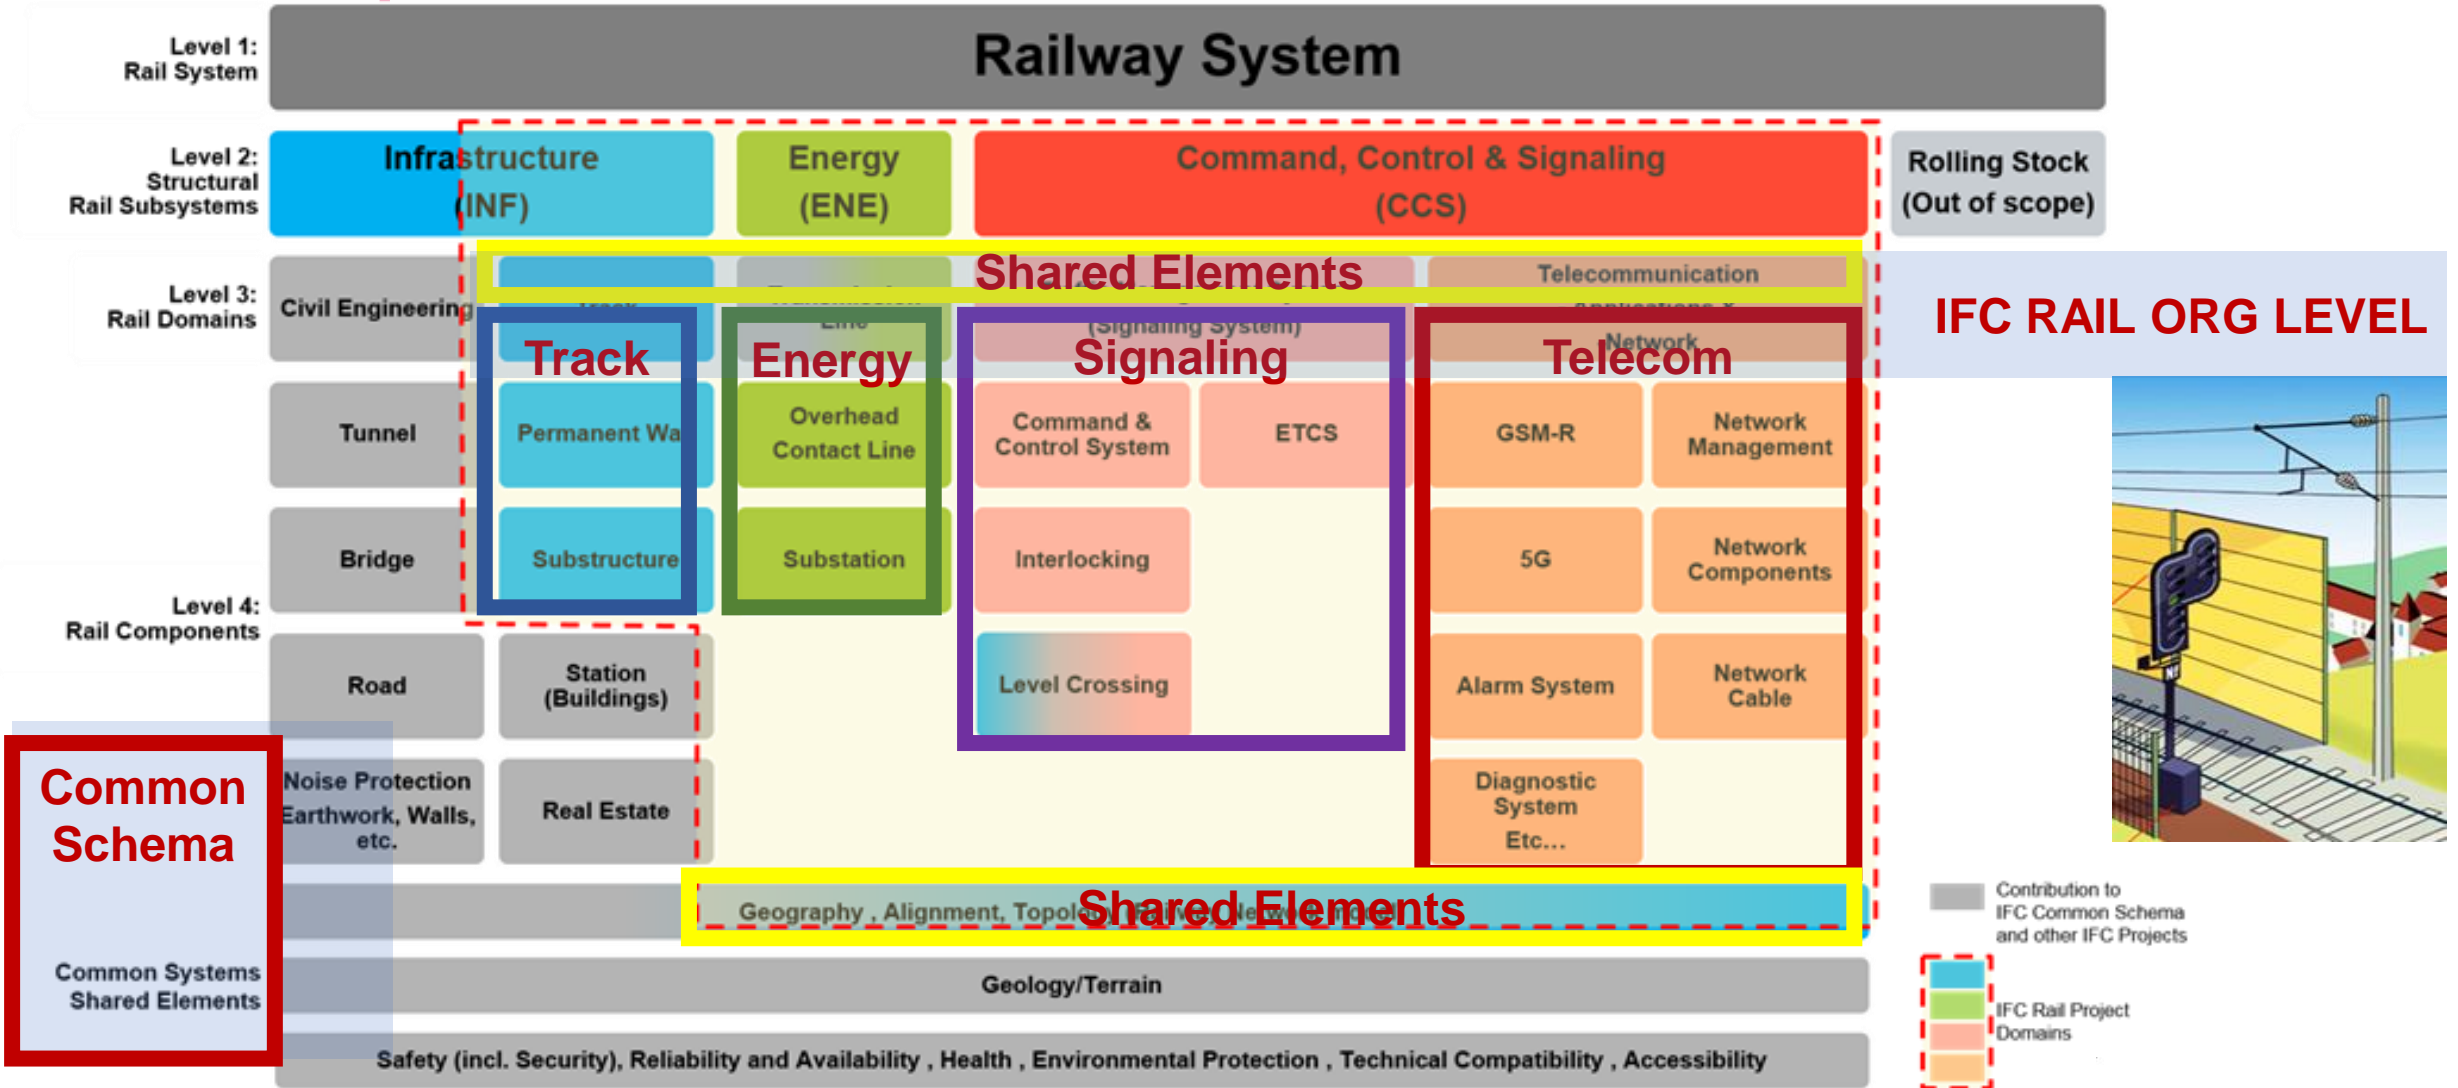 Railway System
Level 1:
Rail System
Level 2:
Structural
Rail Subsystems
Infrastructure
(INF)
Energy
(ENE)
Command, Control & Signaling
(CCS)
Rolling Stock
(Out of scope)
Shared Elements
Level 3:
Rail Domains
Civil Engineering
Track
Line
(Signaling System)
Telecommunication
Network
IFC RAIL ORG LEVEL
Track
Energy
Signaling
Telecom
Tunnel
Permanent Wa
Overhead
Contact Line
Command &
Control System
ETCS
GSM-R
Network
Management
Bridge
Substructure
Substation
Interlocking
5G
Network
Components
Level 4:
Rail Components
Road
Station
(Buildings)
Level Crossing
Alarm System
Network
Cable
Common
Schema
Noise Protection
Earthwork, Walls,
etc.
Real Estate
Diagnostic
System
Etc...
Geography , Alignment, Topology
Shared Elements
Common Systems
Shared Elements
Geology/Terrain
Safety (incl. Security), Reliability and Availability , Health , Environmental Protection , Technical Compatibility , Accessibility
Contribution to
IFC Common Schema
and other IFC Projects
IFC Rail Project
Domains